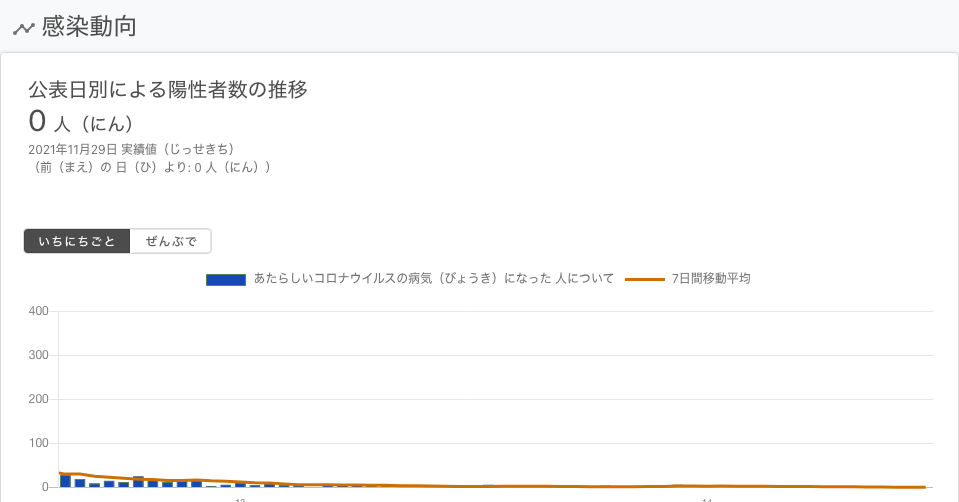 感染動向
公表日別による陽性者数の推移
0 人（にん）
2021年11月29日 実績値（じっせきち）
（前（まえ）の 日（ひ）より: 0 人（にん））
いちにちごと ぜんぶで
あたらしいコロナウイルスの病気（びょうき）になった 人について 7日間移動平均
400
300
200
100
0